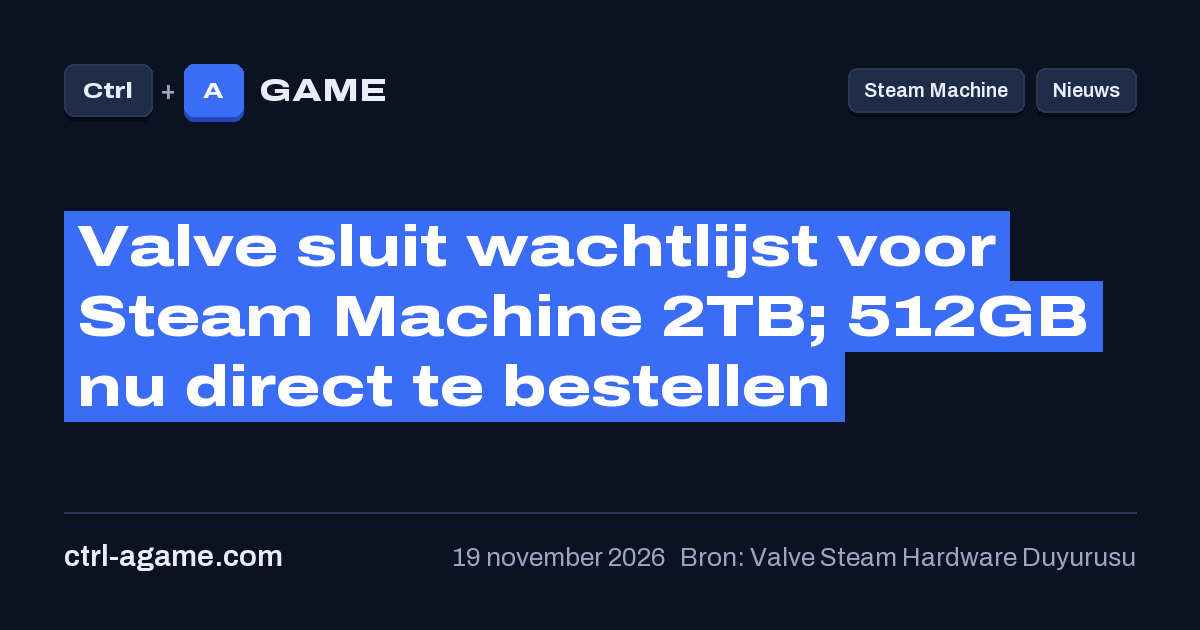 Ctrl + A GAME
Steam Machine Nieuws
Valve sluit wachtlijst voor
Steam Machine 2TB; 512GB
nu direct te bestellen
ctrl-agame.com
19 november 2026 Bron: Valve Steam Hardware Duyurusu